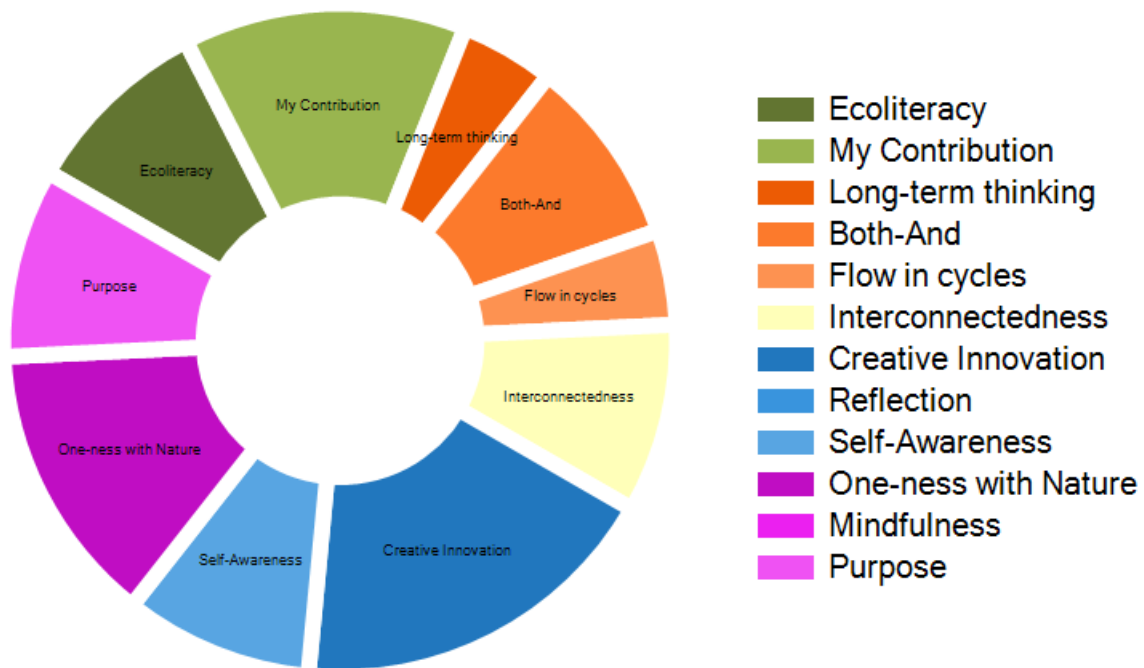 My Contribution
Long-term thinking
Ecoliteracy
Both-And
Purpose
Flow in cycles
Interconnectedness
One-ness with Nature
Self-Awareness
Creative Innovation
Ecoliteracy
My Contribution
Long-term thinking
Both-And
Flow in cycles
Interconnectedness
Creative Innovation
Reflection
Self-Awareness
One-ness with Nature
Mindfulness
Purpose